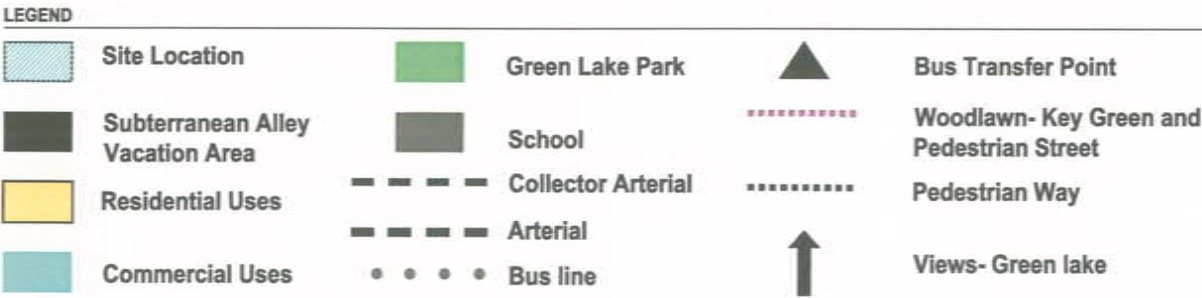 LEGEND
Site Location
Subterranean Alley
Vacation Area
Residential Uses
Commercial Uses
Green Lake Park
School
Collector Arterial
Arterial
Bus line
Bus Transfer Point
Woodlawn- Key Green and
Pedestrian Street
Pedestrian Way
Views- Green lake